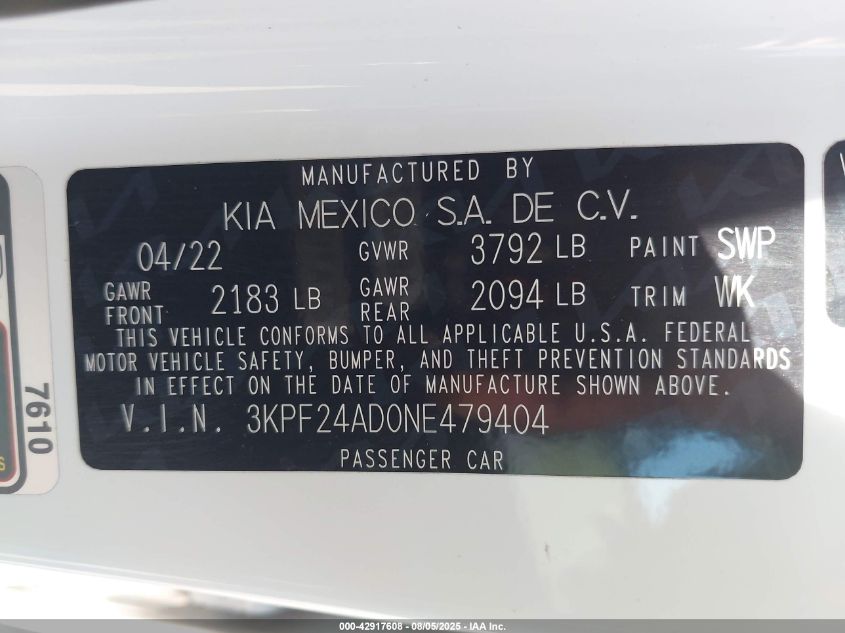 MANUFACTURED BY
KIA MEXICO S.A. DE C.V.
04/22 GVWR 3792 LB PAINT SWP
GAWR FRONT 2183 LB GAWR REAR 2094 LB TRIM WK
THIS VEHICLE CONFORMS TO ALL APPLICABLE U.S.A. FEDERAL
MOTOR VEHICLE SAFETY, BUMPER, AND THEFT PREVENTION STANDARDS
IN EFFECT ON THE DATE OF MANUFACTURE SHOWN ABOVE.
V.I.N. 3KPF24AD0NE479404
PASSENGER CAR
7610
000-42917608 - 08/05/2025 - IAA Inc.